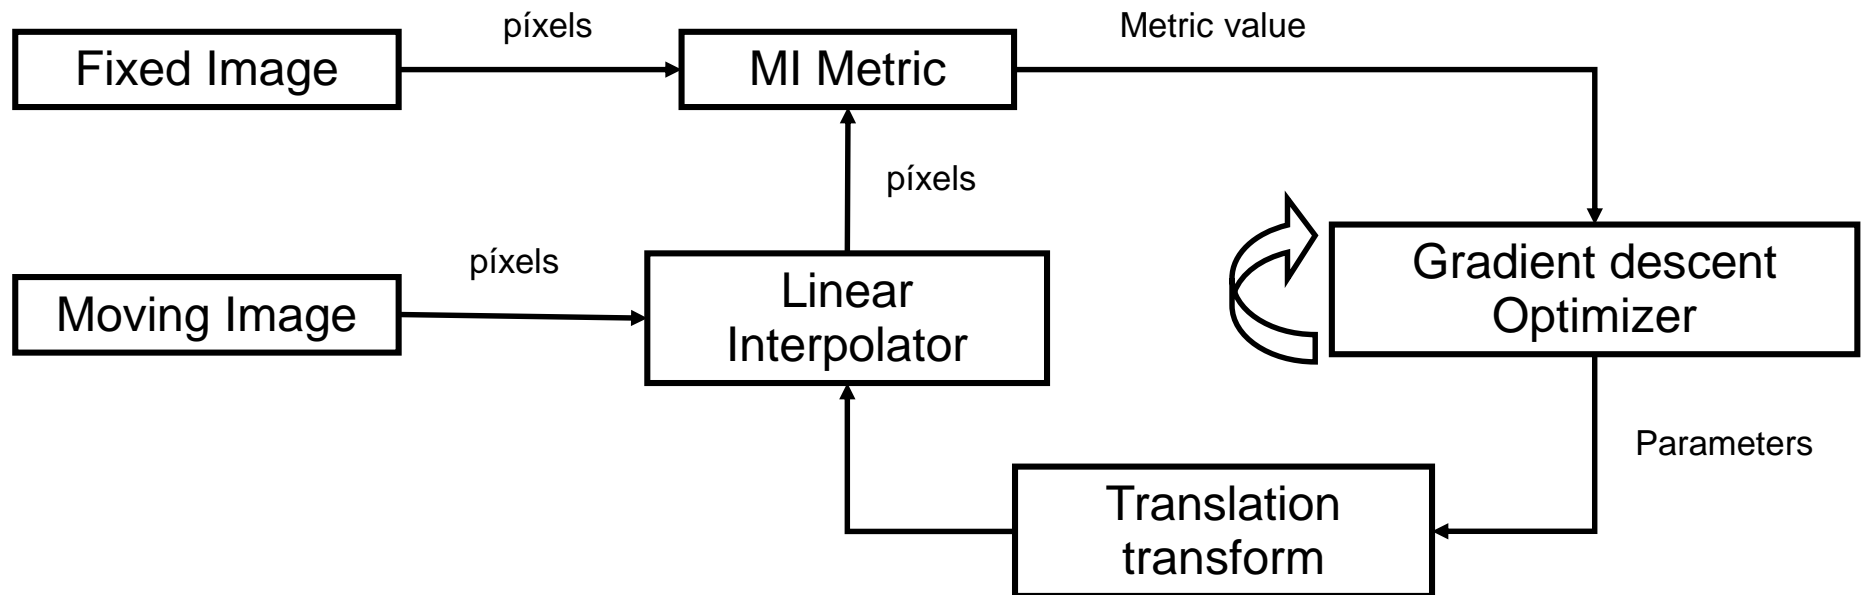 píxels
Metric value
Fixed Image
MI Metric
píxels
píxels
Moving Image
Linear
Interpolator
Gradient descent
Optimizer
Parameters
Translation
transform